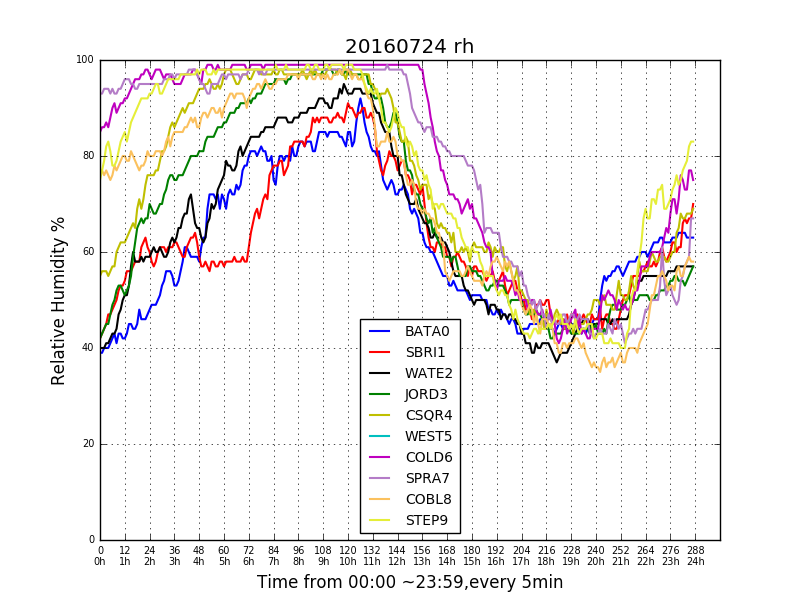 20160724 rh
100
80
60
40
20
0
Relative Humidity %
BATA0
SBRI1
WATE2
JORD3
CSQR4
WEST5
COLD6
SPRA7
COBL8
STEP9
0 12 24 36 48 60 72 84 96 108 120 132 144 156 168 180 192 204 216 228 240 252 264 276 288
0h 1h 2h 3h 4h 5h 6h 7h 8h 9h 10h 11h 12h 13h 14h 15h 16h 17h 18h 19h 20h 21h 22h 23h 24h
Time from 00:00 ~23:59,every 5min